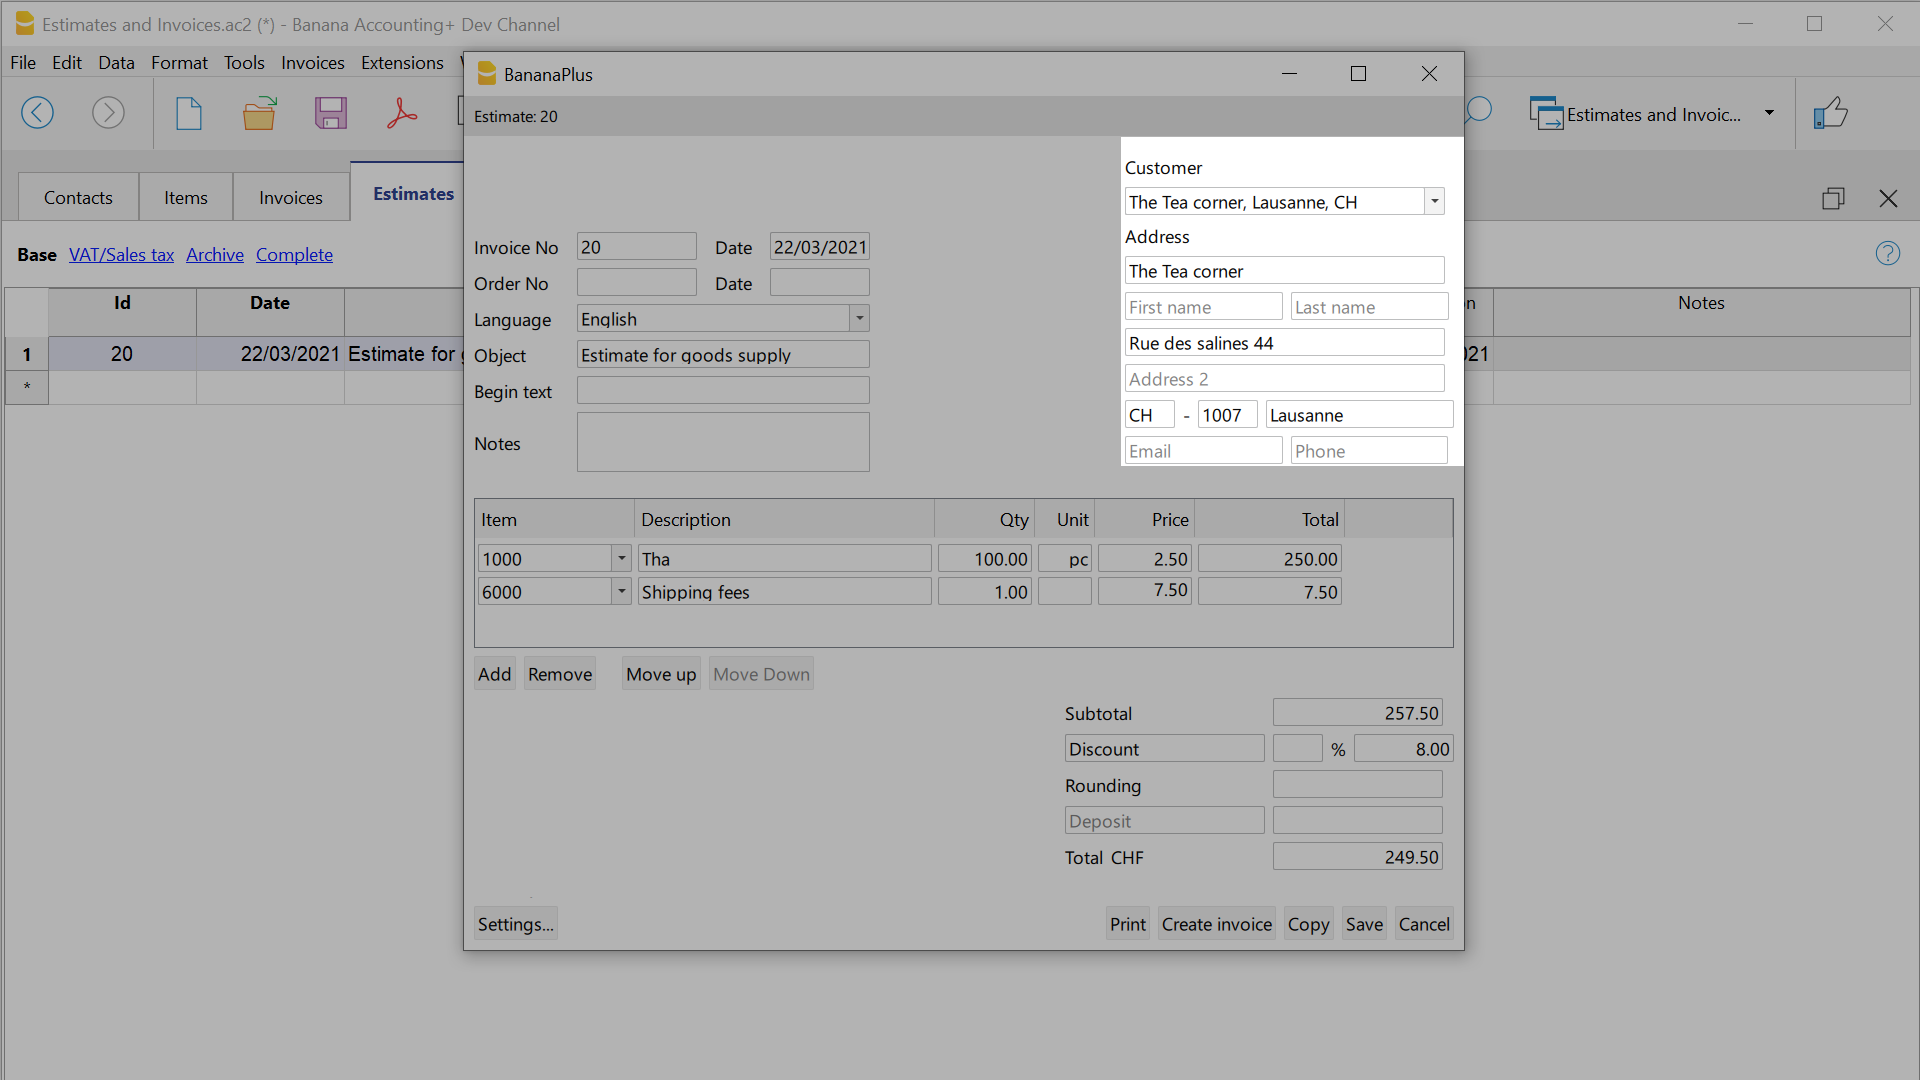 Estimates and Invoices.ac2 (*) - Banana Accounting+ Dev Channel
File Edit Data Format Tools Invoices Extensions
BananaPlus
Estimates and Invoic...
Estimate: 20
Contacts Items Invoices Estimates
Base VAT/Sales tax Archive Complete
Id Date Notes
1 20 22/03/2021 Estimate for
*
Customer
The Tea corner, Lausanne, CH
Address
The Tea corner
First name Last name
Rue des salines 44
Address 2
CH - 1007 Lausanne
Email Phone
Invoice No 20 Date 22/03/2021
Order No Date
Language English
Object Estimate for goods supply
Begin text
Notes
Item Description Qty Unit Price Total
1000 Tha 100.00 pc 2.50 250.00
6000 Shipping fees 1.00 7.50 7.50
Add Remove Move up Move Down
Subtotal 257.50
Discount % 8.00
Rounding
Deposit
Total CHF 249.50
Settings... Print Create invoice Copy Save Cancel